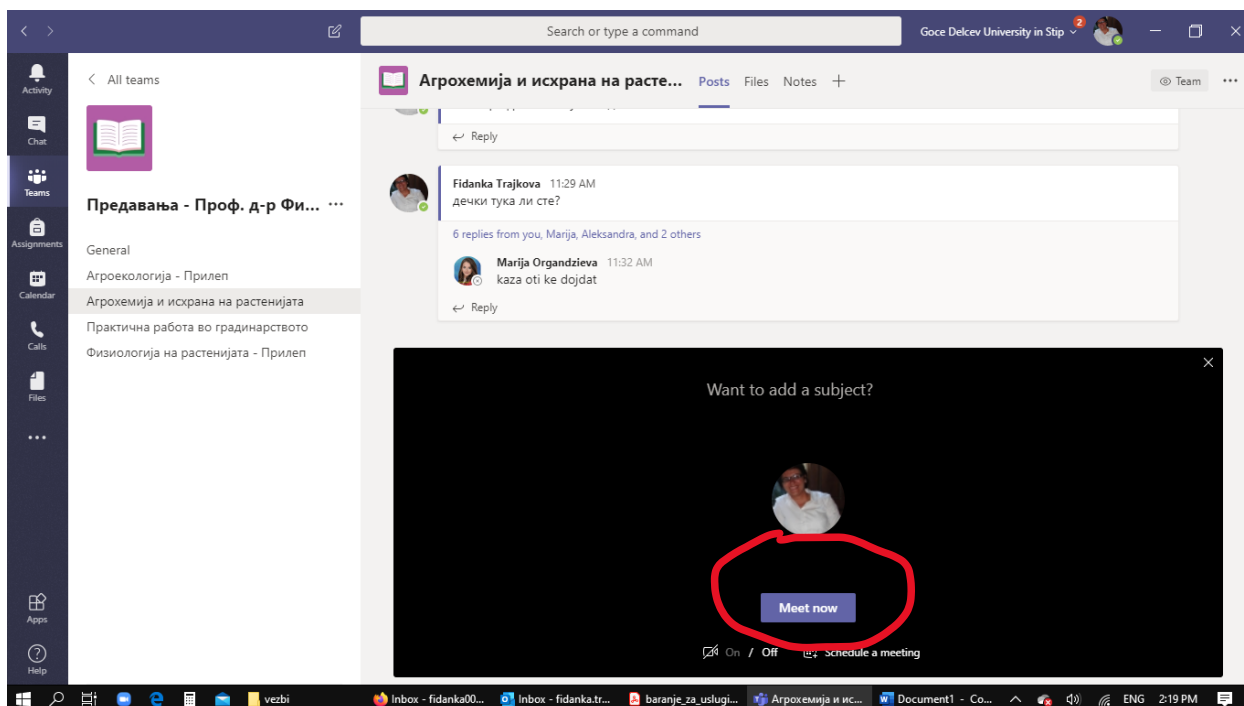 Search or type a command
Goce Delcev University in Stip
2
Activity
Chat
Teams
Assignments
Calendar
Calls
Files
Apps
Help
All teams
Предавања - Проф. д-р Фи... ...
General
Агроекологија - Прилеп
Агрохемија и исхрана на растенијата
Практична работа во градинарството
Физиологија на растенијата - Прилеп
Агрохемија и исхрана на расте... Posts Files Notes +
Team ...
Reply
Fidanka Trajkova 11:29 AM
дечки тука ли сте?
6 replies from you, Marija, Aleksandra, and 2 others
Marija Organdzieva 11:32 AM
kaza oti ke dojdat
Reply
Want to add a subject?
Meet now
On / Off Schedule a meeting
vezbi Inbox - fidanka00... Inbox - fidanka.tr... baranje_za_uslugi... Агрохемија и ис... Document1 - Co... ENG 2:19 PM